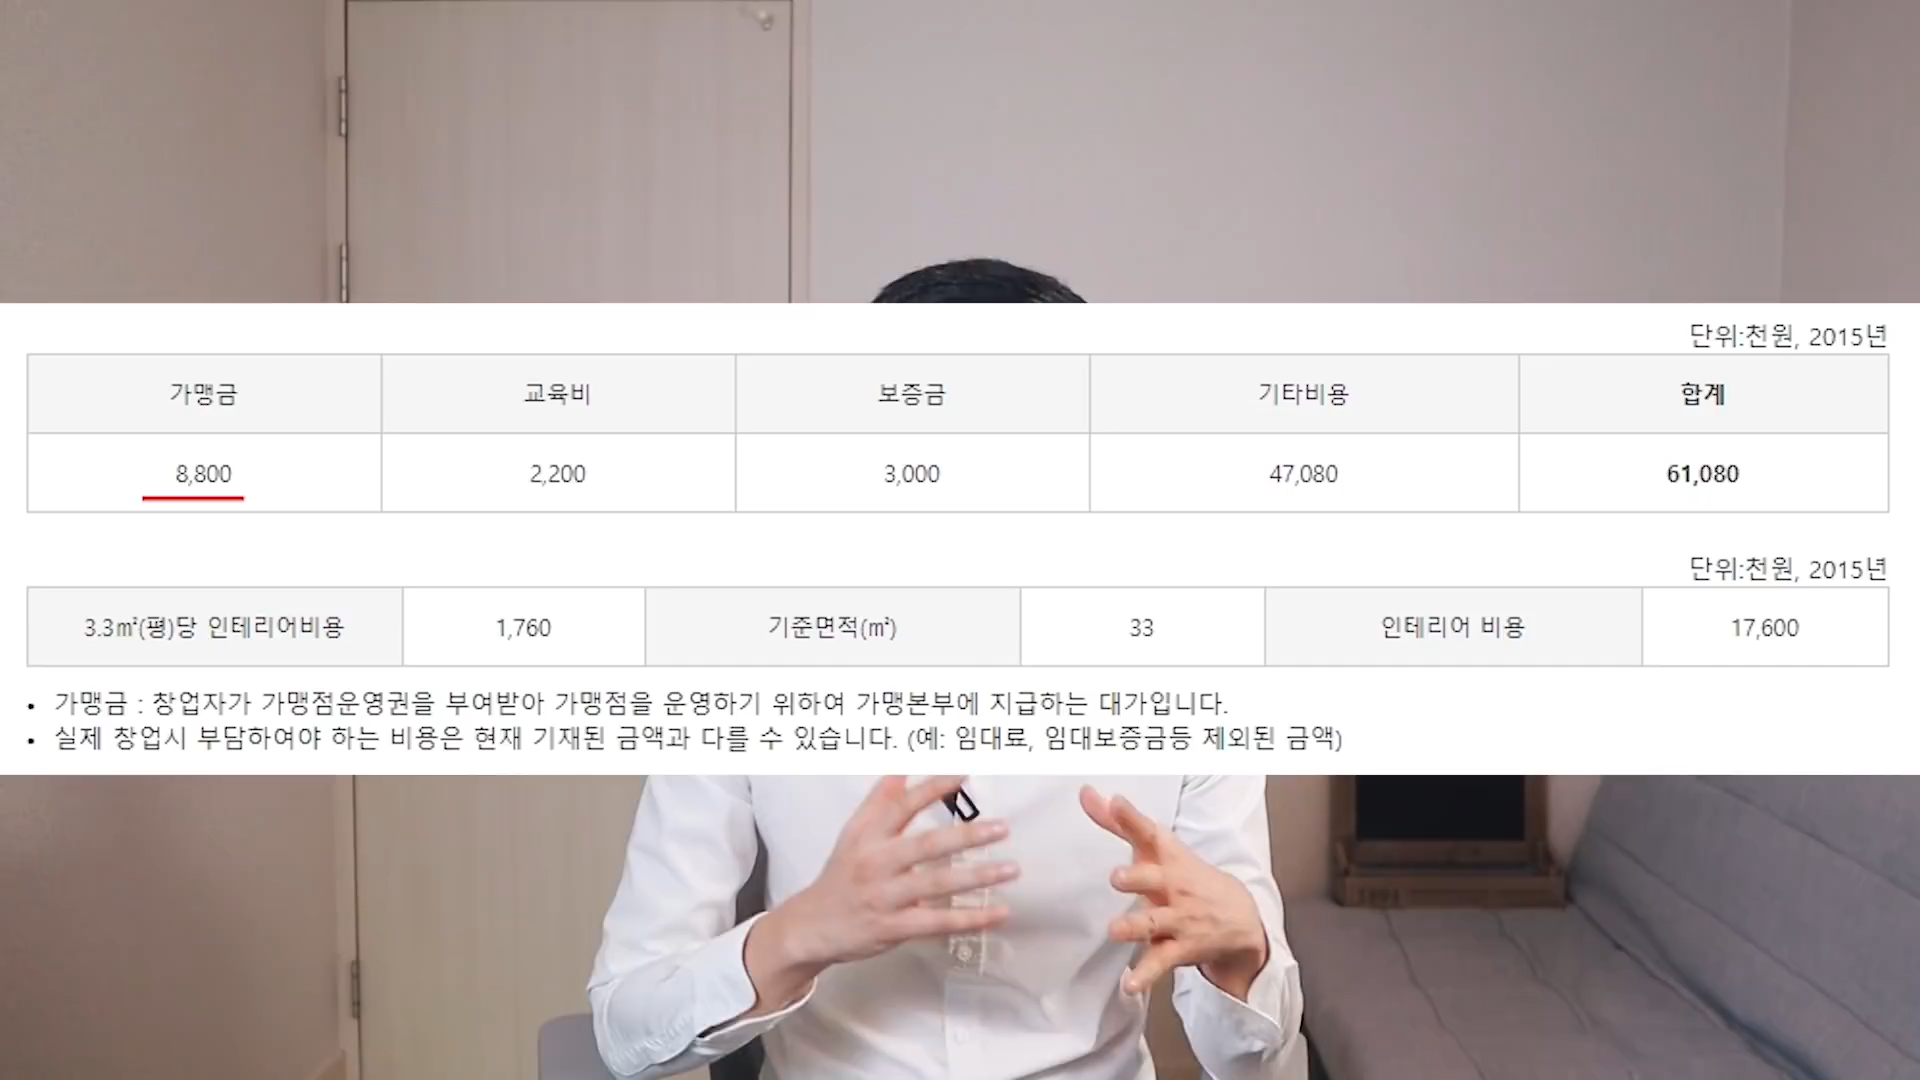 단위:천원, 2015년
가맹금 교육비 보증금 기타비용 합계
8,800 2,200 3,000 47,080 61,080
단위:천원, 2015년
3.3㎡(평)당 인테리어비용 1,760 기준면적(㎡) 33 인테리어 비용 17,600
• 가맹금 : 창업자가 가맹점운영권을 부여받아 가맹점을 운영하기 위하여 가맹본부에 지급하는 대가입니다.
• 실제 창업시 부담하여야 하는 비용은 현재 기재된 금액과 다를 수 있습니다. (예: 임대료, 임대보증금등 제외된 금액)